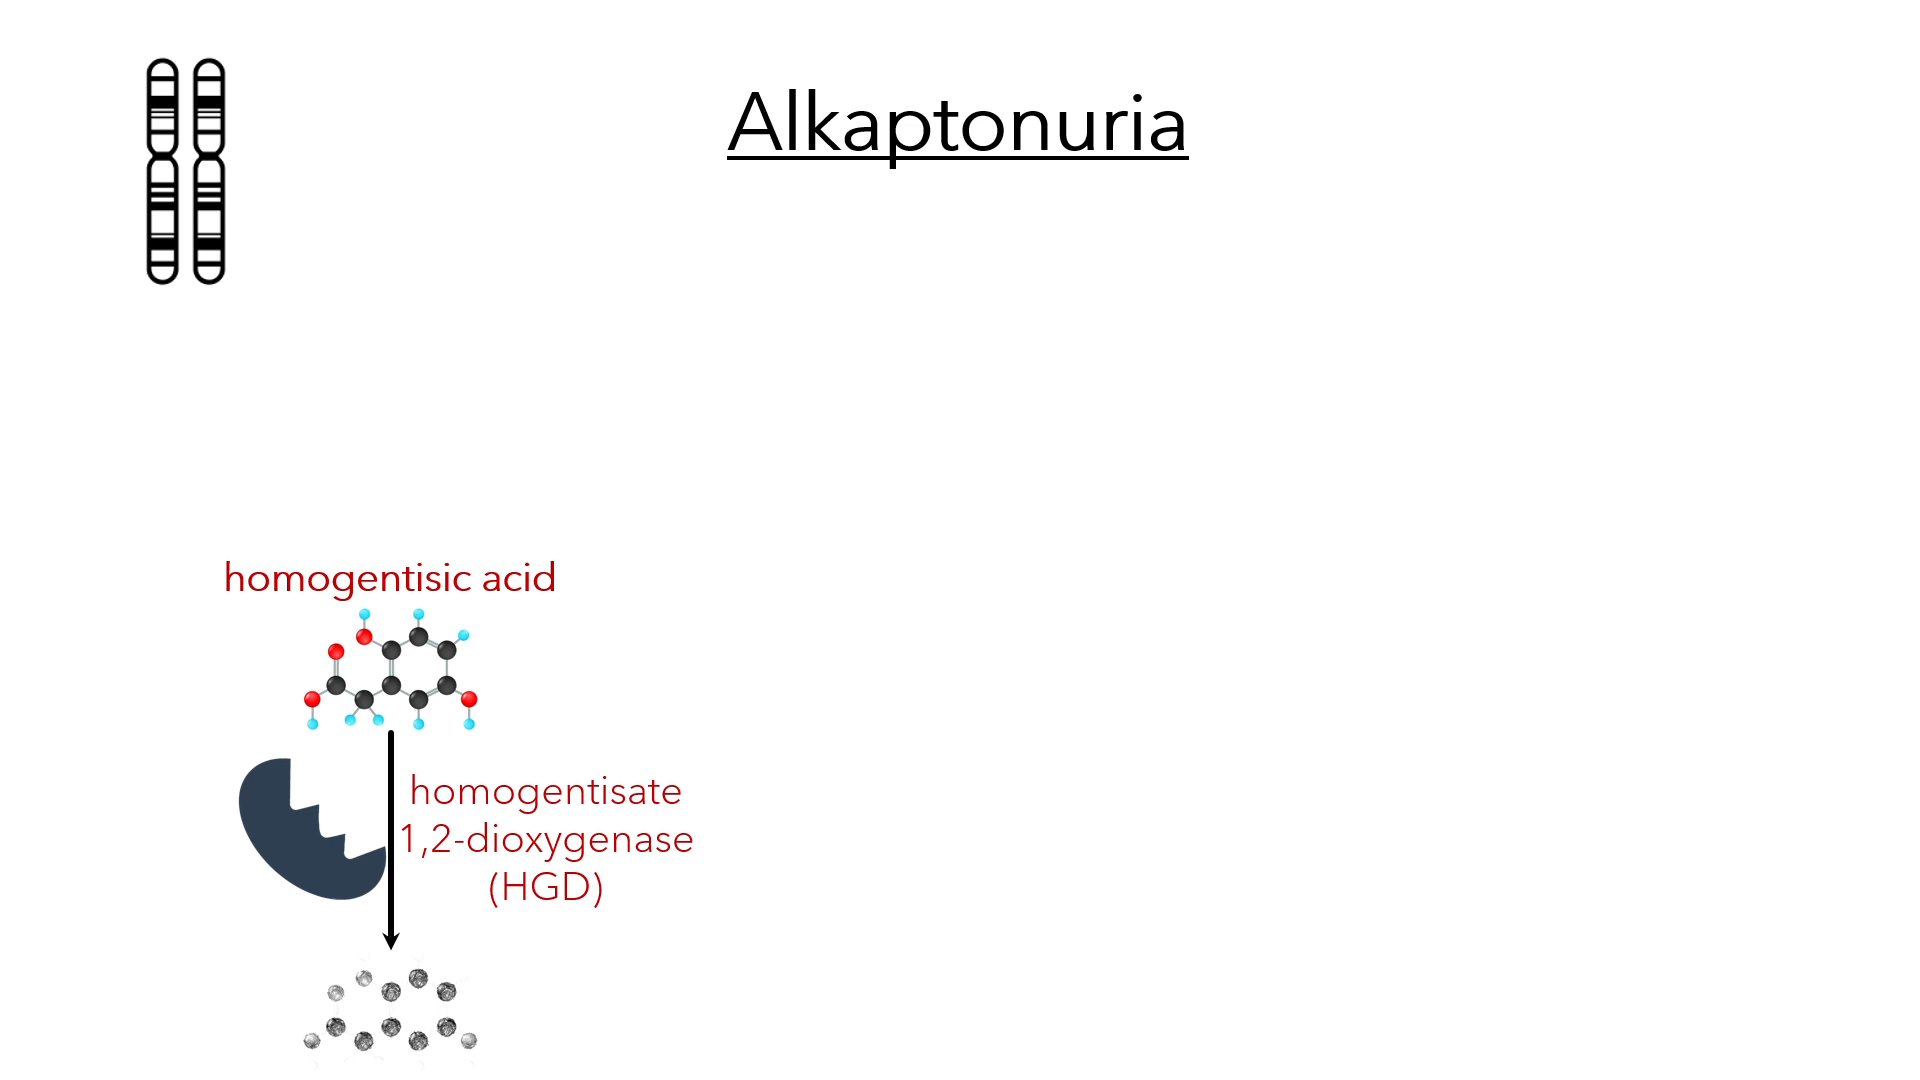 Alkaptonuria
homogentisic acid
homogentisate
1,2-dioxygenase
(HGD)